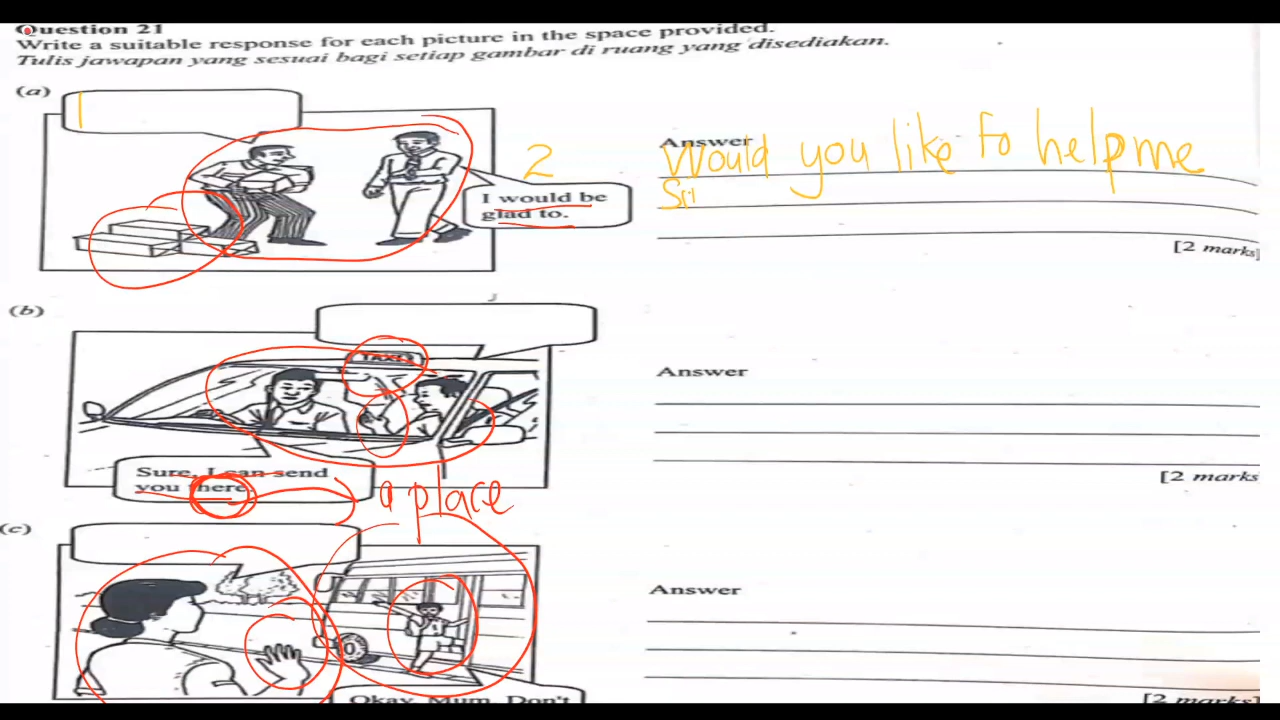 Question 21
Write a suitable response for each picture in the space provided.
Tulis jawapan yang sesuai bagi setiap gambar di ruang yang disediakan.
(a)
I would be
glad to.
2
Answer
Would you like to help me
[2 marks]
(b)
TAXI
Sure, I can send
you there
a place
Answer
[2 marks
(c)
Okay, Mum. Don't
Answer
[2 marks]